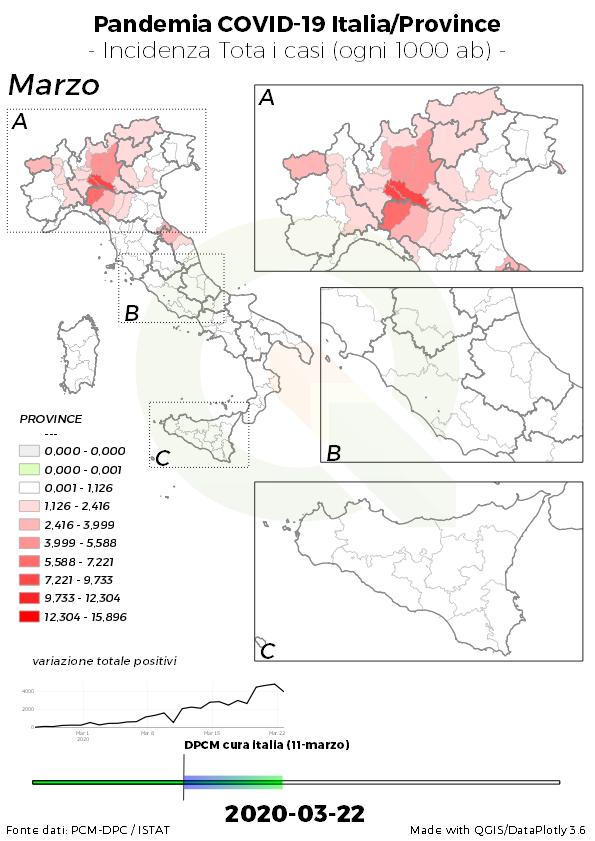 Pandemia COVID-19 Italia/Province
- Incidenza Tota i casi (ogni 1000 ab) -
Marzo
A
A
B
B
C
C
PROVINCE
---
0,000 - 0,000
0,000 - 0,001
0,001 - 1,126
1,126 - 2,416
2,416 - 3,999
3,999 - 5,588
5,588 - 7,221
7,221 - 9,733
9,733 - 12,304
12,304 - 15,896
variazione totale positivi
4000
2000
0
Mar 1
2020
Mar 8
Mar 15
Mar 22
DPCM cura italia (11-marzo)
2020-03-22
Fonte dati: PCM-DPC / ISTAT
Made with QGIS/DataPlotly 3.6